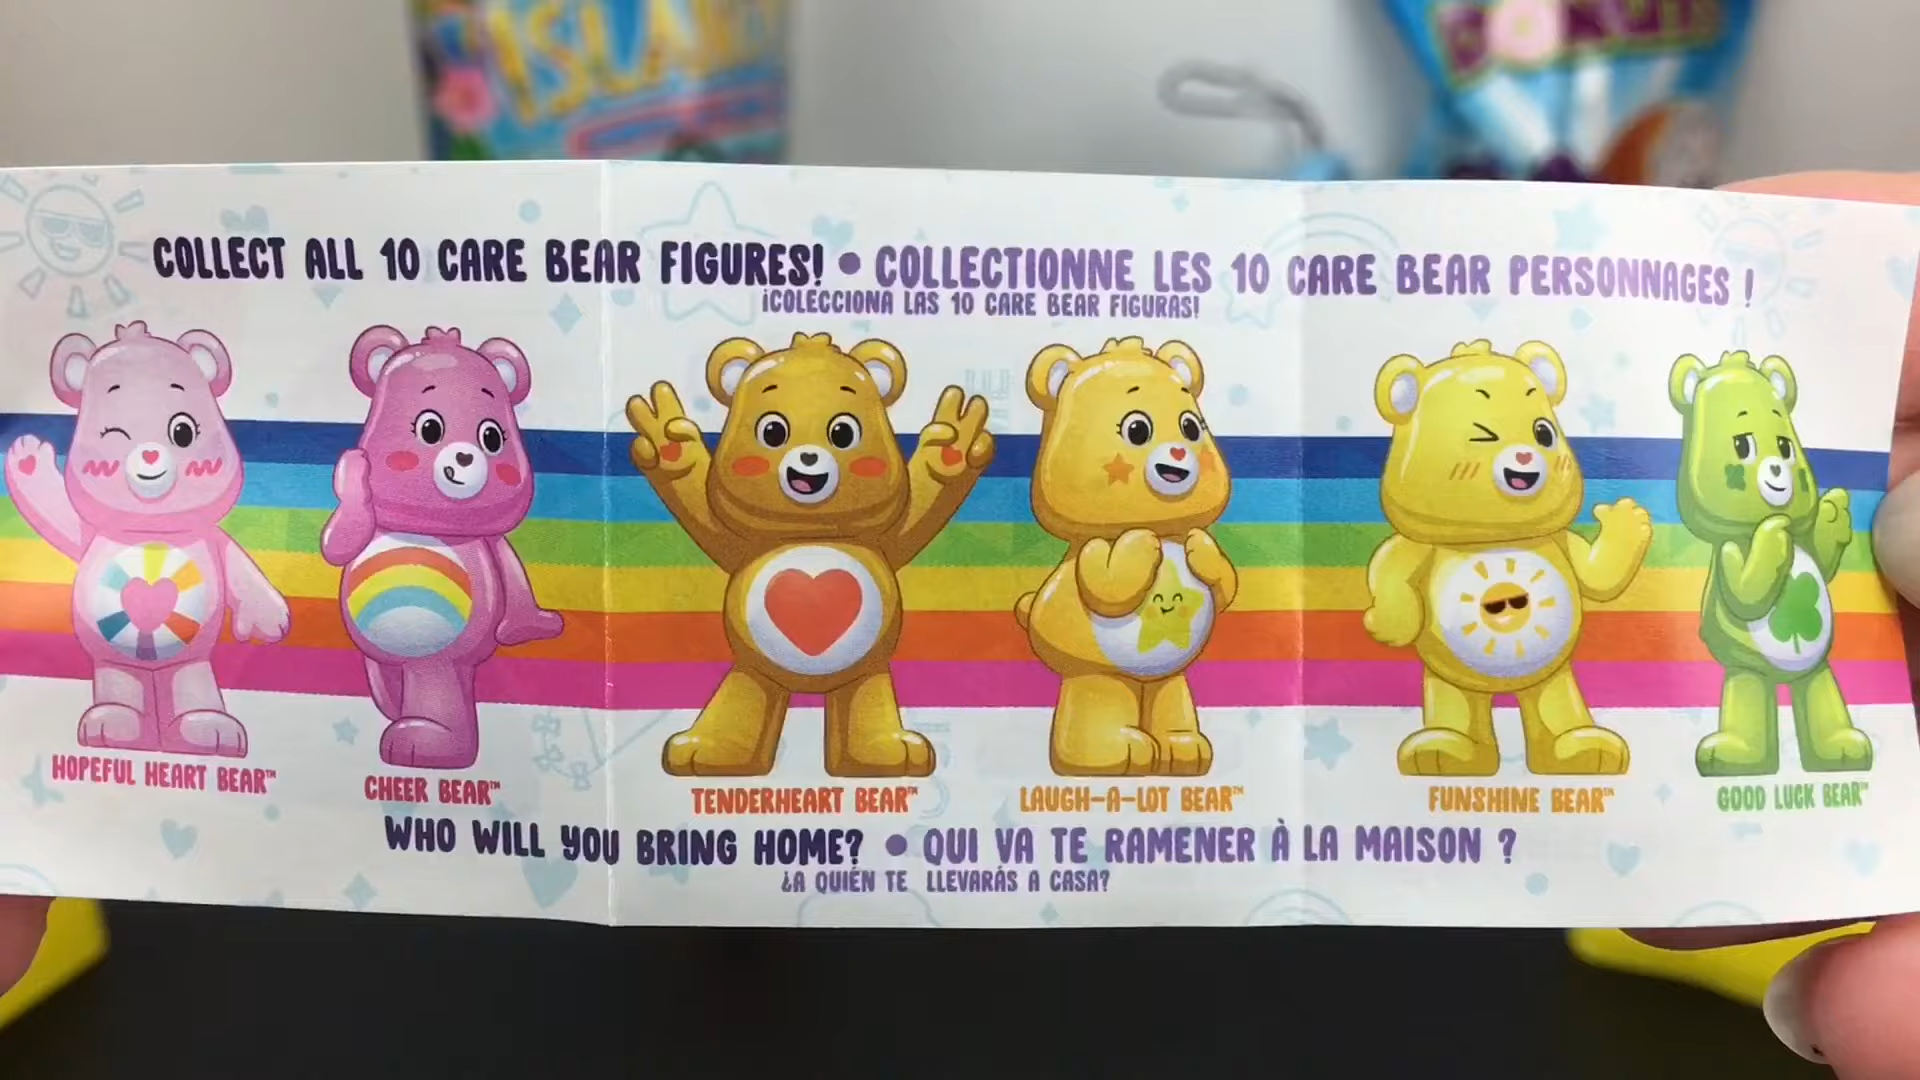 ISLAN
COLLECT ALL 10 CARE BEAR FIGURES! • COLLECTIONNE LES 10 CARE BEAR PERSONNAGES !
¡COLECCIONA LAS 10 CARE BEAR FIGURAS!
HOPEFUL HEART BEAR™
CHEER BEAR™
TENDERHEART BEAR™
LAUGH-A-LOT BEAR™
FUNSHINE BEAR™
GOOD LUCK BEAR™
WHO WILL YOU BRING HOME? • QUI VA TE RAMENER À LA MAISON ?
¿A QUIÉN TE LLEVARÁS A CASA?